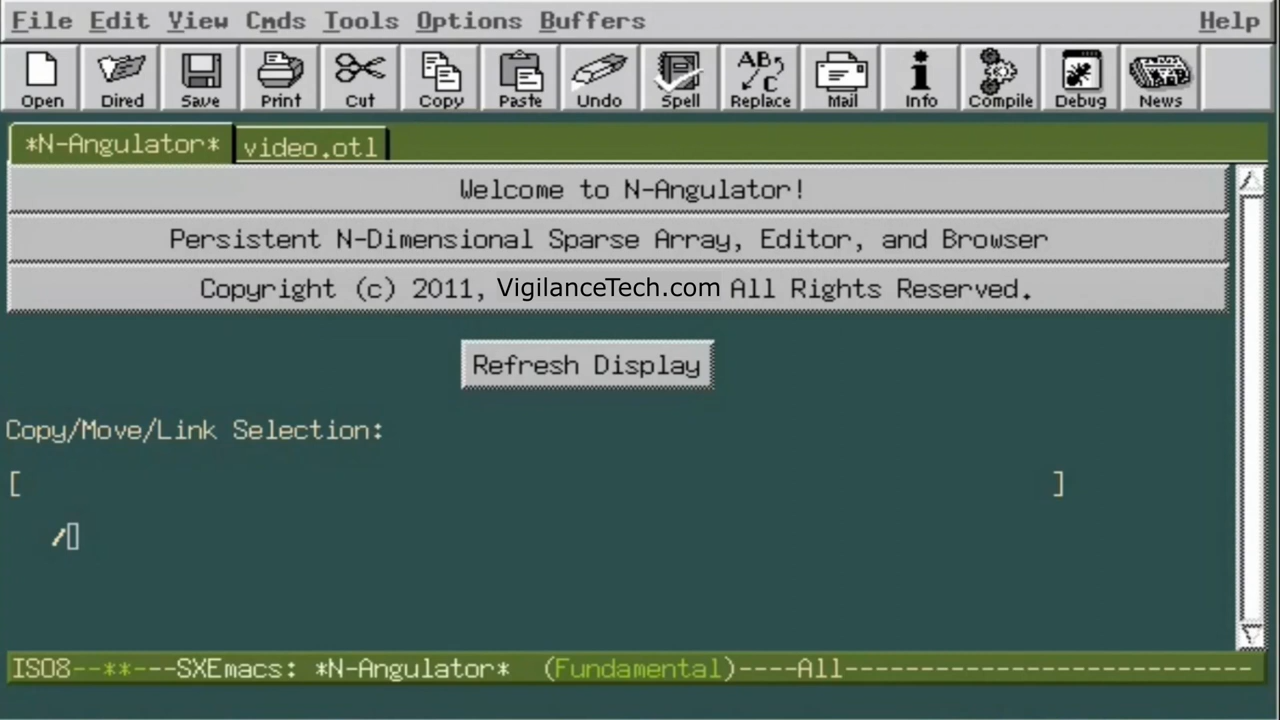 File Edit View Cmds Tools Options Buffers Help
Open Dired Save Print Cut Copy Paste Undo Spell Replace Mail Info Compile Debug News
*N-Angulator* video.otl
Welcome to N-Angulator!
Persistent N-Dimensional Sparse Array, Editor, and Browser
Copyright (c) 2011, VigilanceTech.com All Rights Reserved.
Refresh Display
Copy/Move/Link Selection:
[ ]
/
ISO8--**---SXEmacs: *N-Angulator* (Fundamental)----All--------------------------